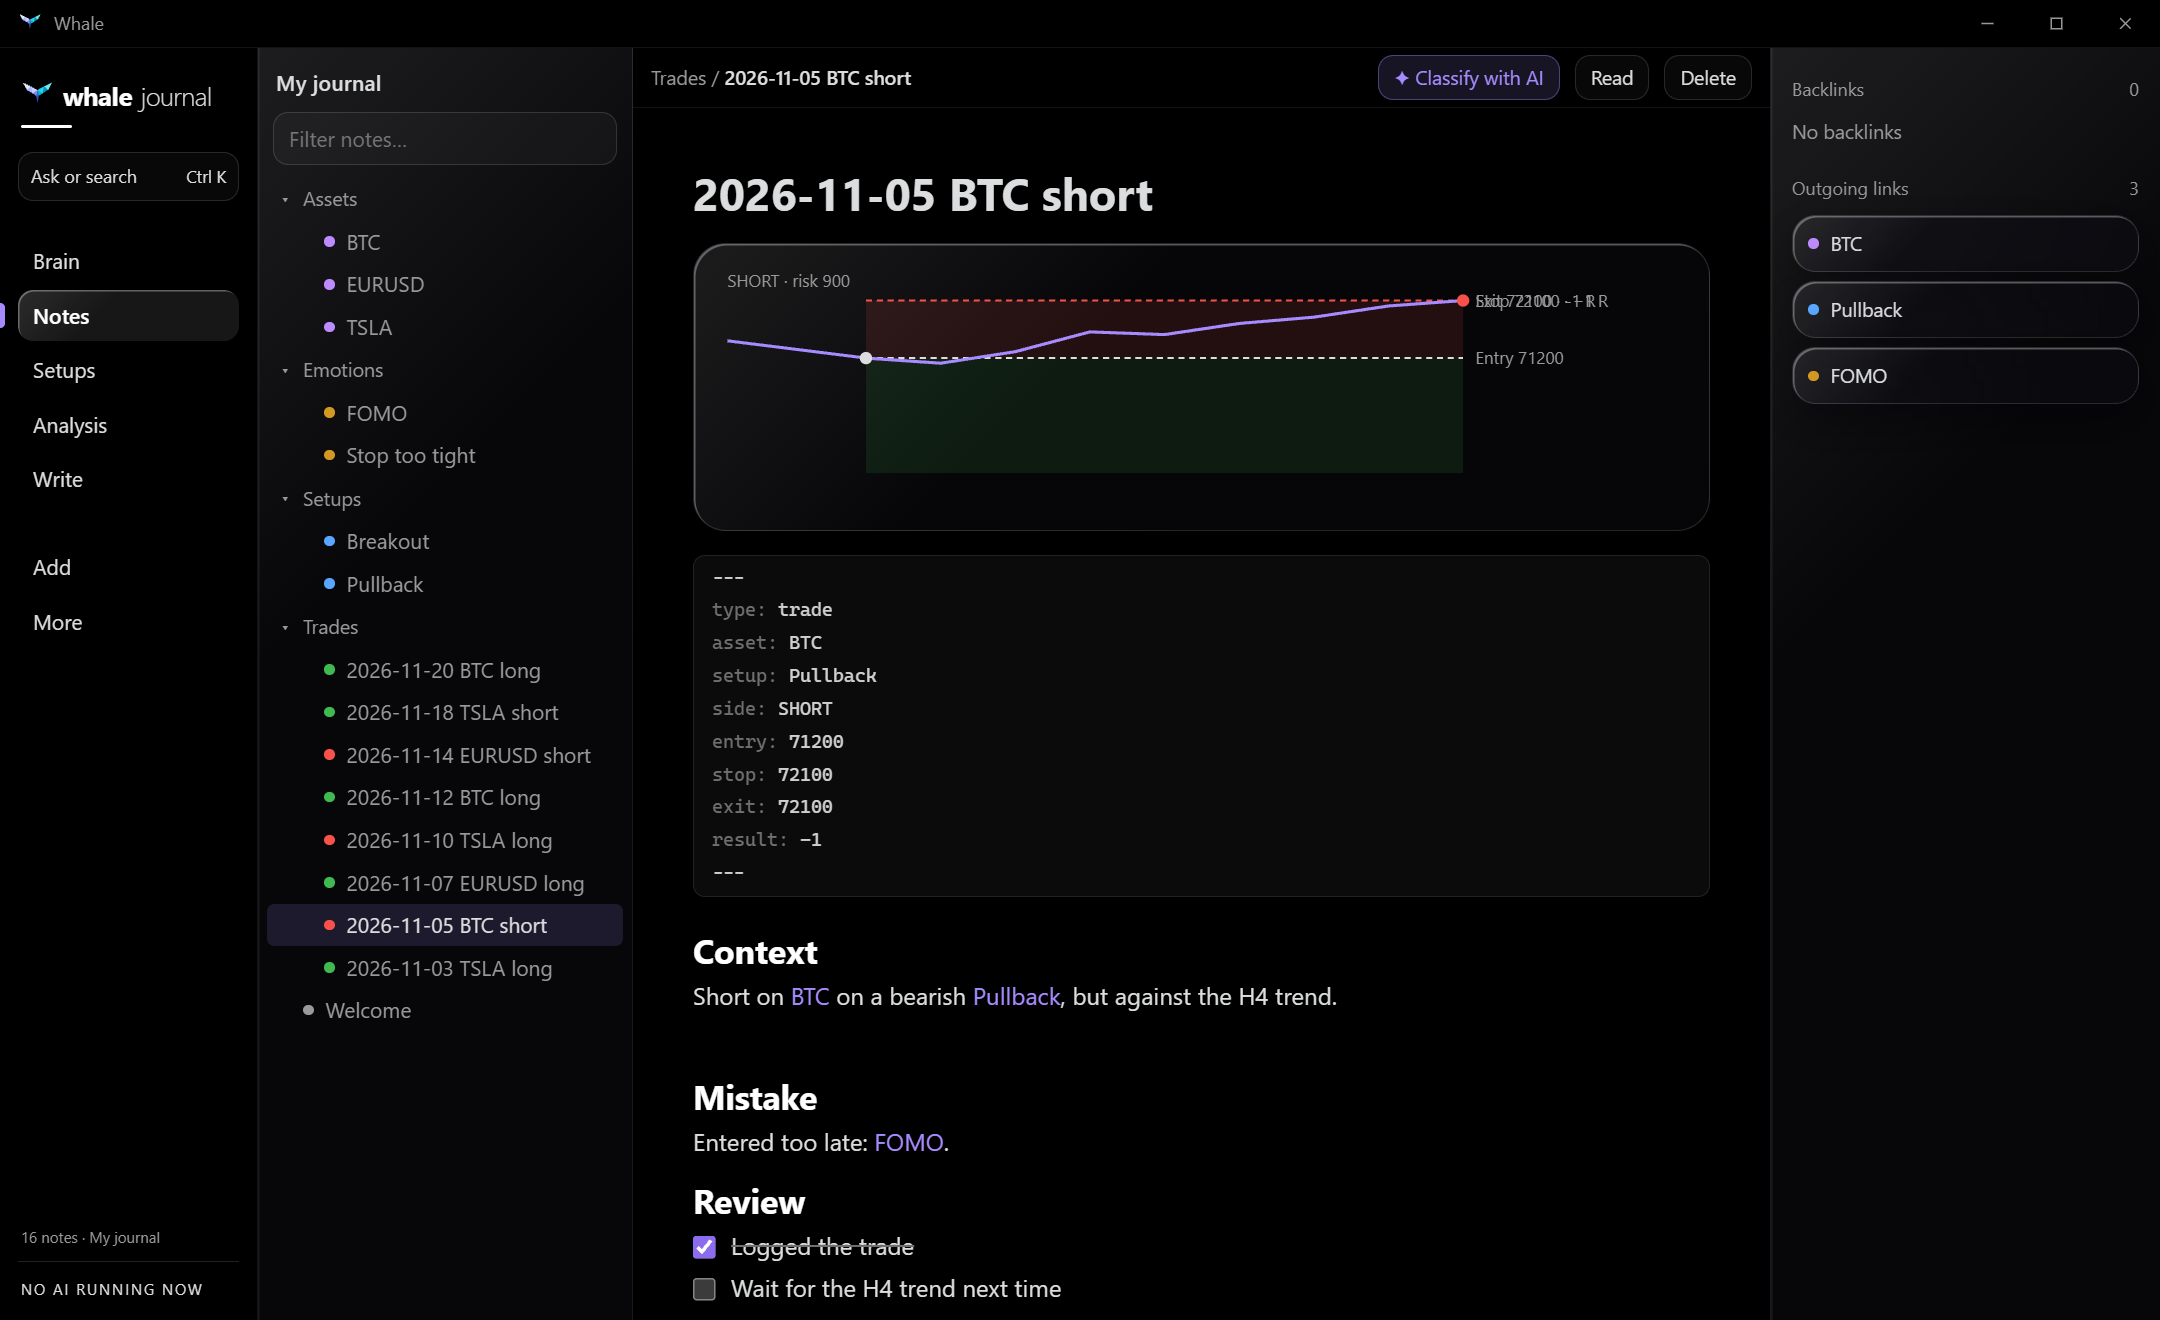 Whale
whale journal
Ask or search Ctrl K
Brain
Notes
Setups
Analysis
Write
Add
More
16 notes · My journal
NO AI RUNNING NOW
My journal
Filter notes...
Assets
BTC
EURUSD
TSLA
Emotions
FOMO
Stop too tight
Setups
Breakout
Pullback
Trades
2026-11-20 BTC long
2026-11-18 TSLA short
2026-11-14 EURUSD short
2026-11-12 BTC long
2026-11-10 TSLA long
2026-11-07 EURUSD long
2026-11-05 BTC short
2026-11-03 TSLA long
Welcome
Trades / 2026-11-05 BTC short
✦ Classify with AI
Read
Delete
2026-11-05 BTC short
SHORT · risk 900
Entry 71200
---
type: trade
asset: BTC
setup: Pullback
side: SHORT
entry: 71200
stop: 72100
exit: 72100
result: −1
---
Context
Short on BTC on a bearish Pullback, but against the H4 trend.
Mistake
Entered too late: FOMO.
Review
Logged the trade
Wait for the H4 trend next time
Backlinks 0
No backlinks
Outgoing links 3
BTC
Pullback
FOMO